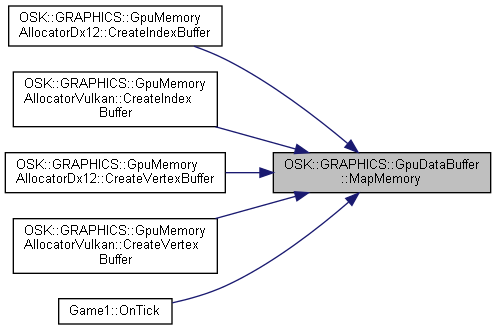 OSK::GRAPHICS::GpuMemory
AllocatorDx12::CreateIndexBuffer
OSK::GRAPHICS::GpuMemory
AllocatorVulkan::CreateIndex
Buffer
OSK::GRAPHICS::GpuMemory
AllocatorDx12::CreateVertexBuffer
OSK::GRAPHICS::GpuMemory
AllocatorVulkan::CreateVertex
Buffer
Game1::OnTick
OSK::GRAPHICS::GpuDataBuffer
::MapMemory